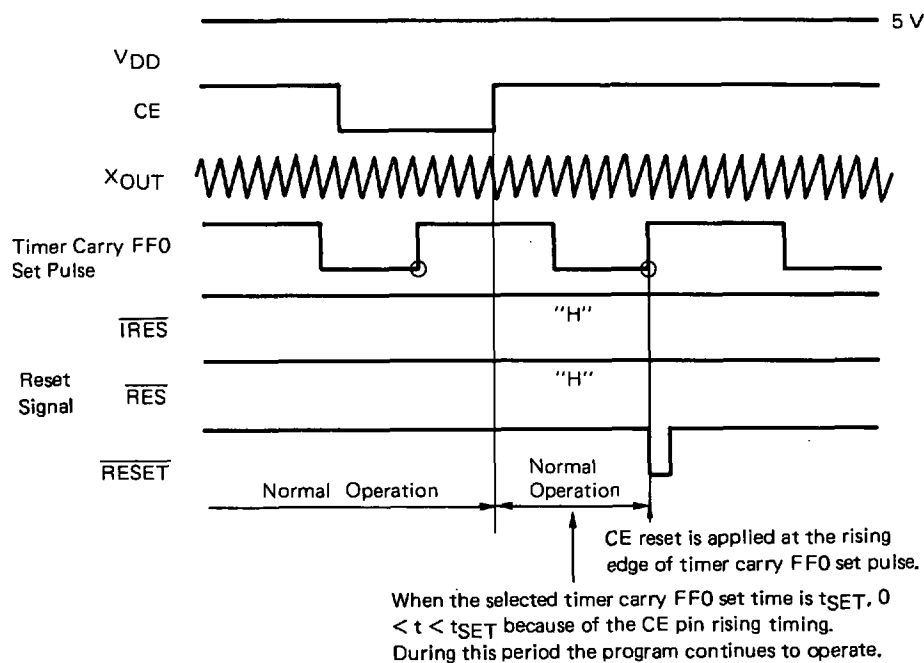 5 V
VDD
CE
XOUT
Timer Carry FF0
Set Pulse
IRES
"H"
Reset
Signal
RES
"H"
RESET
Normal Operation
Normal
Operation
CE reset is applied at the rising
edge of timer carry FF0 set pulse.
When the selected timer carry FF0 set time is tSET, 0
< t < tSET because of the CE pin rising timing.
During this period the program continues to operate.